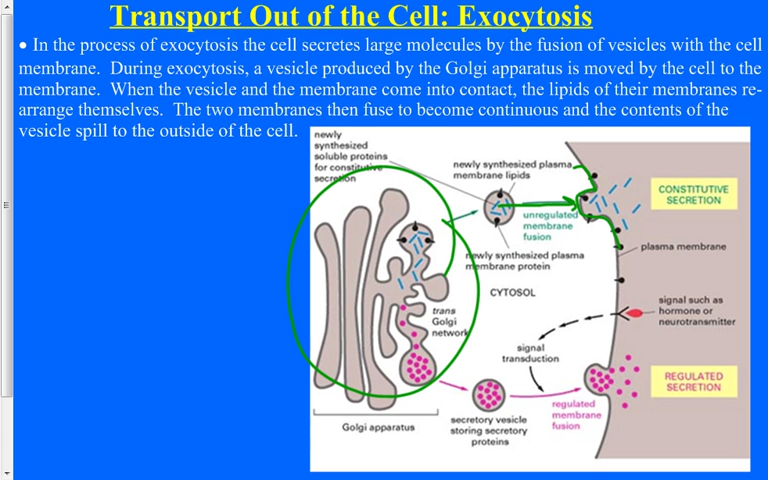 Transport Out of the Cell: Exocytosis
• In the process of exocytosis the cell secretes large molecules by the fusion of vesicles with the cell
membrane. During exocytosis, a vesicle produced by the Golgi apparatus is moved by the cell to the
membrane. When the vesicle and the membrane come into contact, the lipids of their membranes re-
arrange themselves. The two membranes then fuse to become continuous and the contents of the
vesicle spill to the outside of the cell.
newly
synthesized
soluble proteins
for constitutive
secretion
newly synthesized plasma
membrane lipids
CONSTITUTIVE
SECRETION
unregulated
membrane
fusion
plasma membrane
newly synthesized plasma
membrane protein
CYTOSOL
signal such as
hormone or
neurotransmitter
trans
Golgi
network
signal
transduction
REGULATED
SECRETION
regulated
membrane
fusion
secretory vesicle
storing secretory
proteins
Golgi apparatus